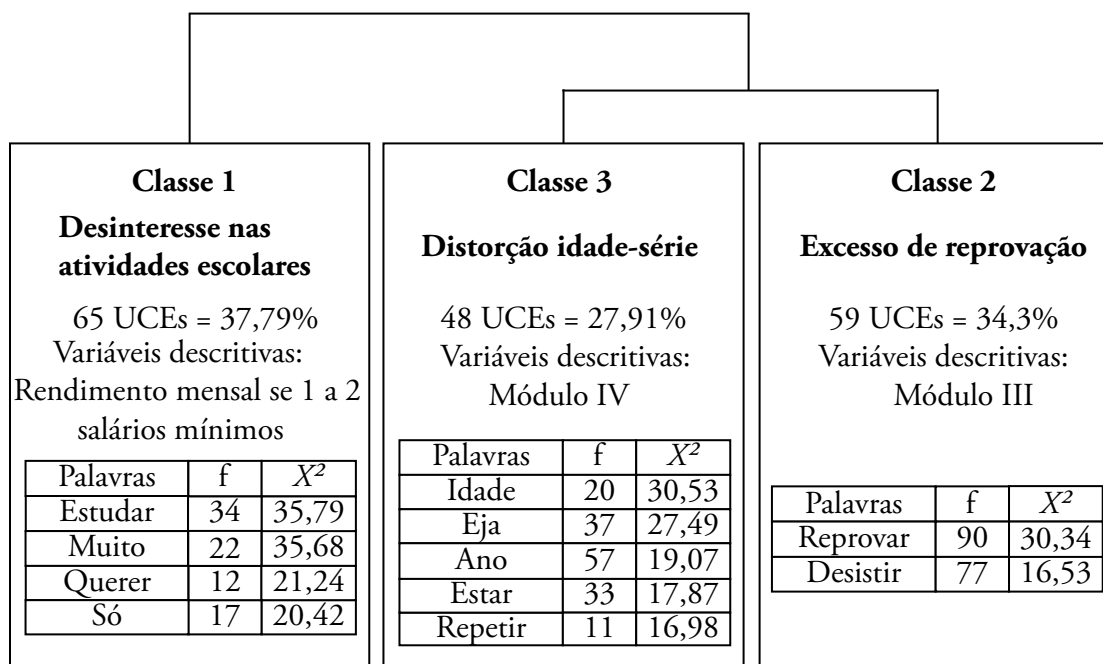 Classe 1
Desinteresse nas
atividades escolares
65 UCEs = 37,79%
Variáveis descritivas:
Rendimento mensal se 1 a 2
salários mínimos
Palavras f X²
Estudar 34 35,79
Muito 22 35,68
Querer 12 21,24
Só 17 20,42
Classe 3
Distorção idade-série
48 UCEs = 27,91%
Variáveis descritivas:
Módulo IV
Palavras f X²
Idade 20 30,53
Eja 37 27,49
Ano 57 19,07
Estar 33 17,87
Repetir 11 16,98
Classe 2
Excesso de reprovação
59 UCEs = 34,3%
Variáveis descritivas:
Módulo III
Palavras f X²
Reprovar 90 30,34
Desistir 77 16,53